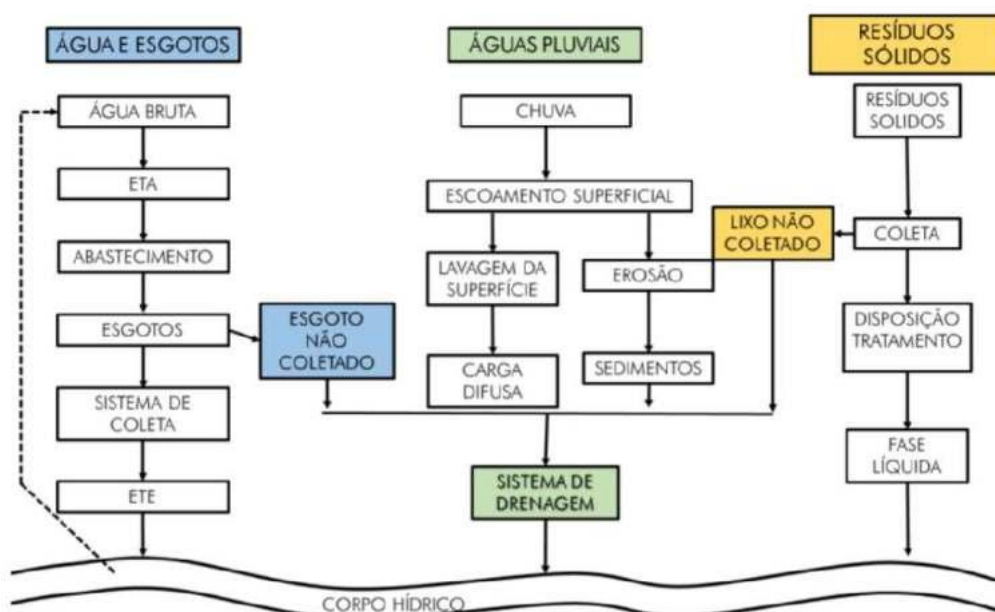 ÁGUA E ESGOTOS
ÁGUA BRUTA
ETA
ABASTECIMENTO
ESGOTOS
ESGOTO
NÃO
COLETADO
SISTEMA DE
COLETA
ETE
ÁGUAS PLUVIAIS
CHUVA
ESCOAMENTO SUPERFICIAL
LAVAGEM DA
SUPERFÍCIE
CARGA
DIFUSA
EROSÃO
SEDIMENTOS
SISTEMA DE
DRENAGEM
RESÍDUOS
SÓLIDOS
RESÍDUOS
SOLIDOS
LIXO NÃO
COLETADO
COLETA
DISPOSIÇÃO
TRATAMENTO
FASE
LÍQUIDA
CORPO HÍDRICO